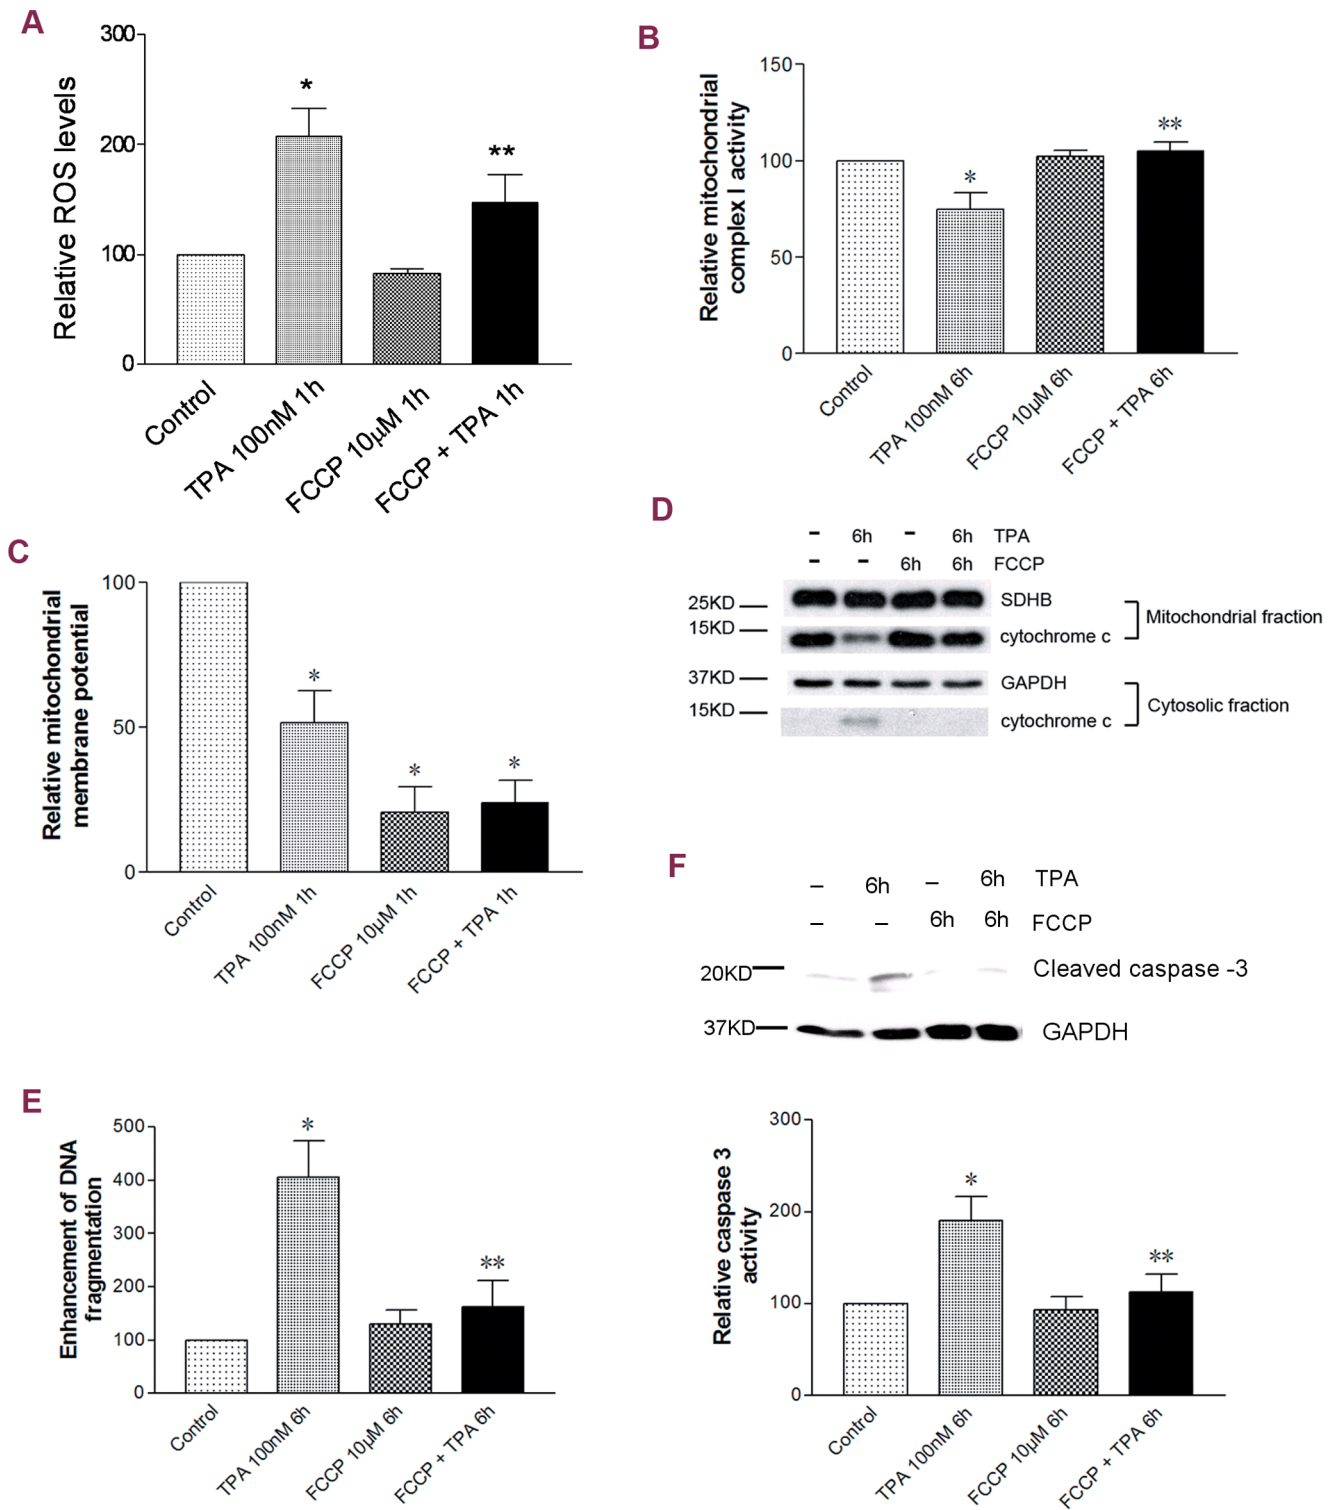 A
300
200
100
0
Relative ROS levels
*
**
Control
TPA 100nM 1h
FCCP 10μM 1h
FCCP + TPA 1h
B
150
100
50
0
Relative mitochondrial
complex I activity
*
**
Control
TPA 100nM 6h
FCCP 10μM 6h
FCCP + TPA 6h
C
100
50
0
Relative mitochondrial
membrane potential
*
*
*
Control
TPA 100nM 1h
FCCP 10μM 1h
FCCP + TPA 1h
D
- 6h - 6h TPA
- - 6h 6h FCCP
25KD SDHB
15KD cytochrome c
Mitochondrial fraction
37KD GAPDH
15KD cytochrome c
Cytosolic fraction
E
500
400
300
200
100
0
Enhancement of DNA
fragmentation
*
**
Control
TPA 100nM 6h
FCCP 10μM 6h
FCCP + TPA 6h
F
– 6h – 6h TPA
– – 6h 6h FCCP
20KD Cleaved caspase -3
37KD GAPDH
300
200
100
0
Relative caspase 3
activity
*
**
Control
TPA 100nM 6h
FCCP 10μM 6h
FCCP + TPA 6h